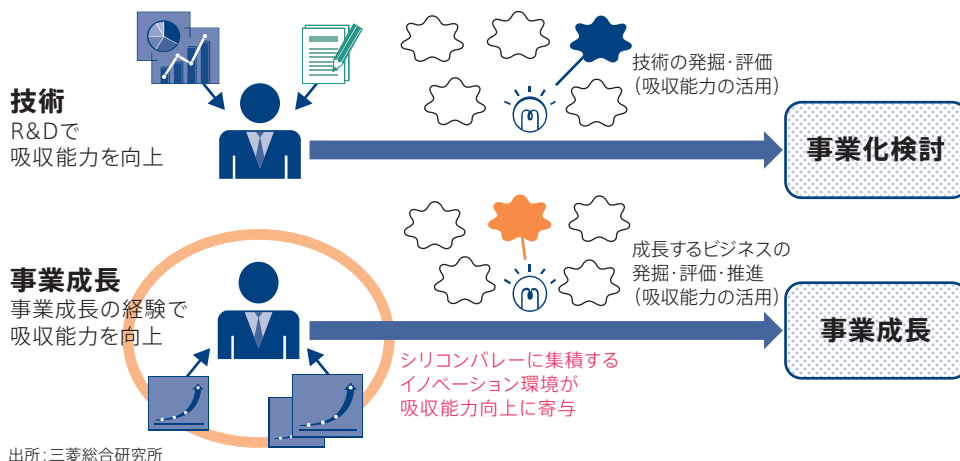 技術
R&Dで
吸収能力を向上
技術の発掘・評価
(吸収能力の活用)
事業化検討
事業成長
事業成長の経験で
吸収能力を向上
成長するビジネスの
発掘・評価・推進
(吸収能力の活用)
事業成長
シリコンバレーに集積する
イノベーション環境が
吸収能力向上に寄与
出所:三菱総合研究所